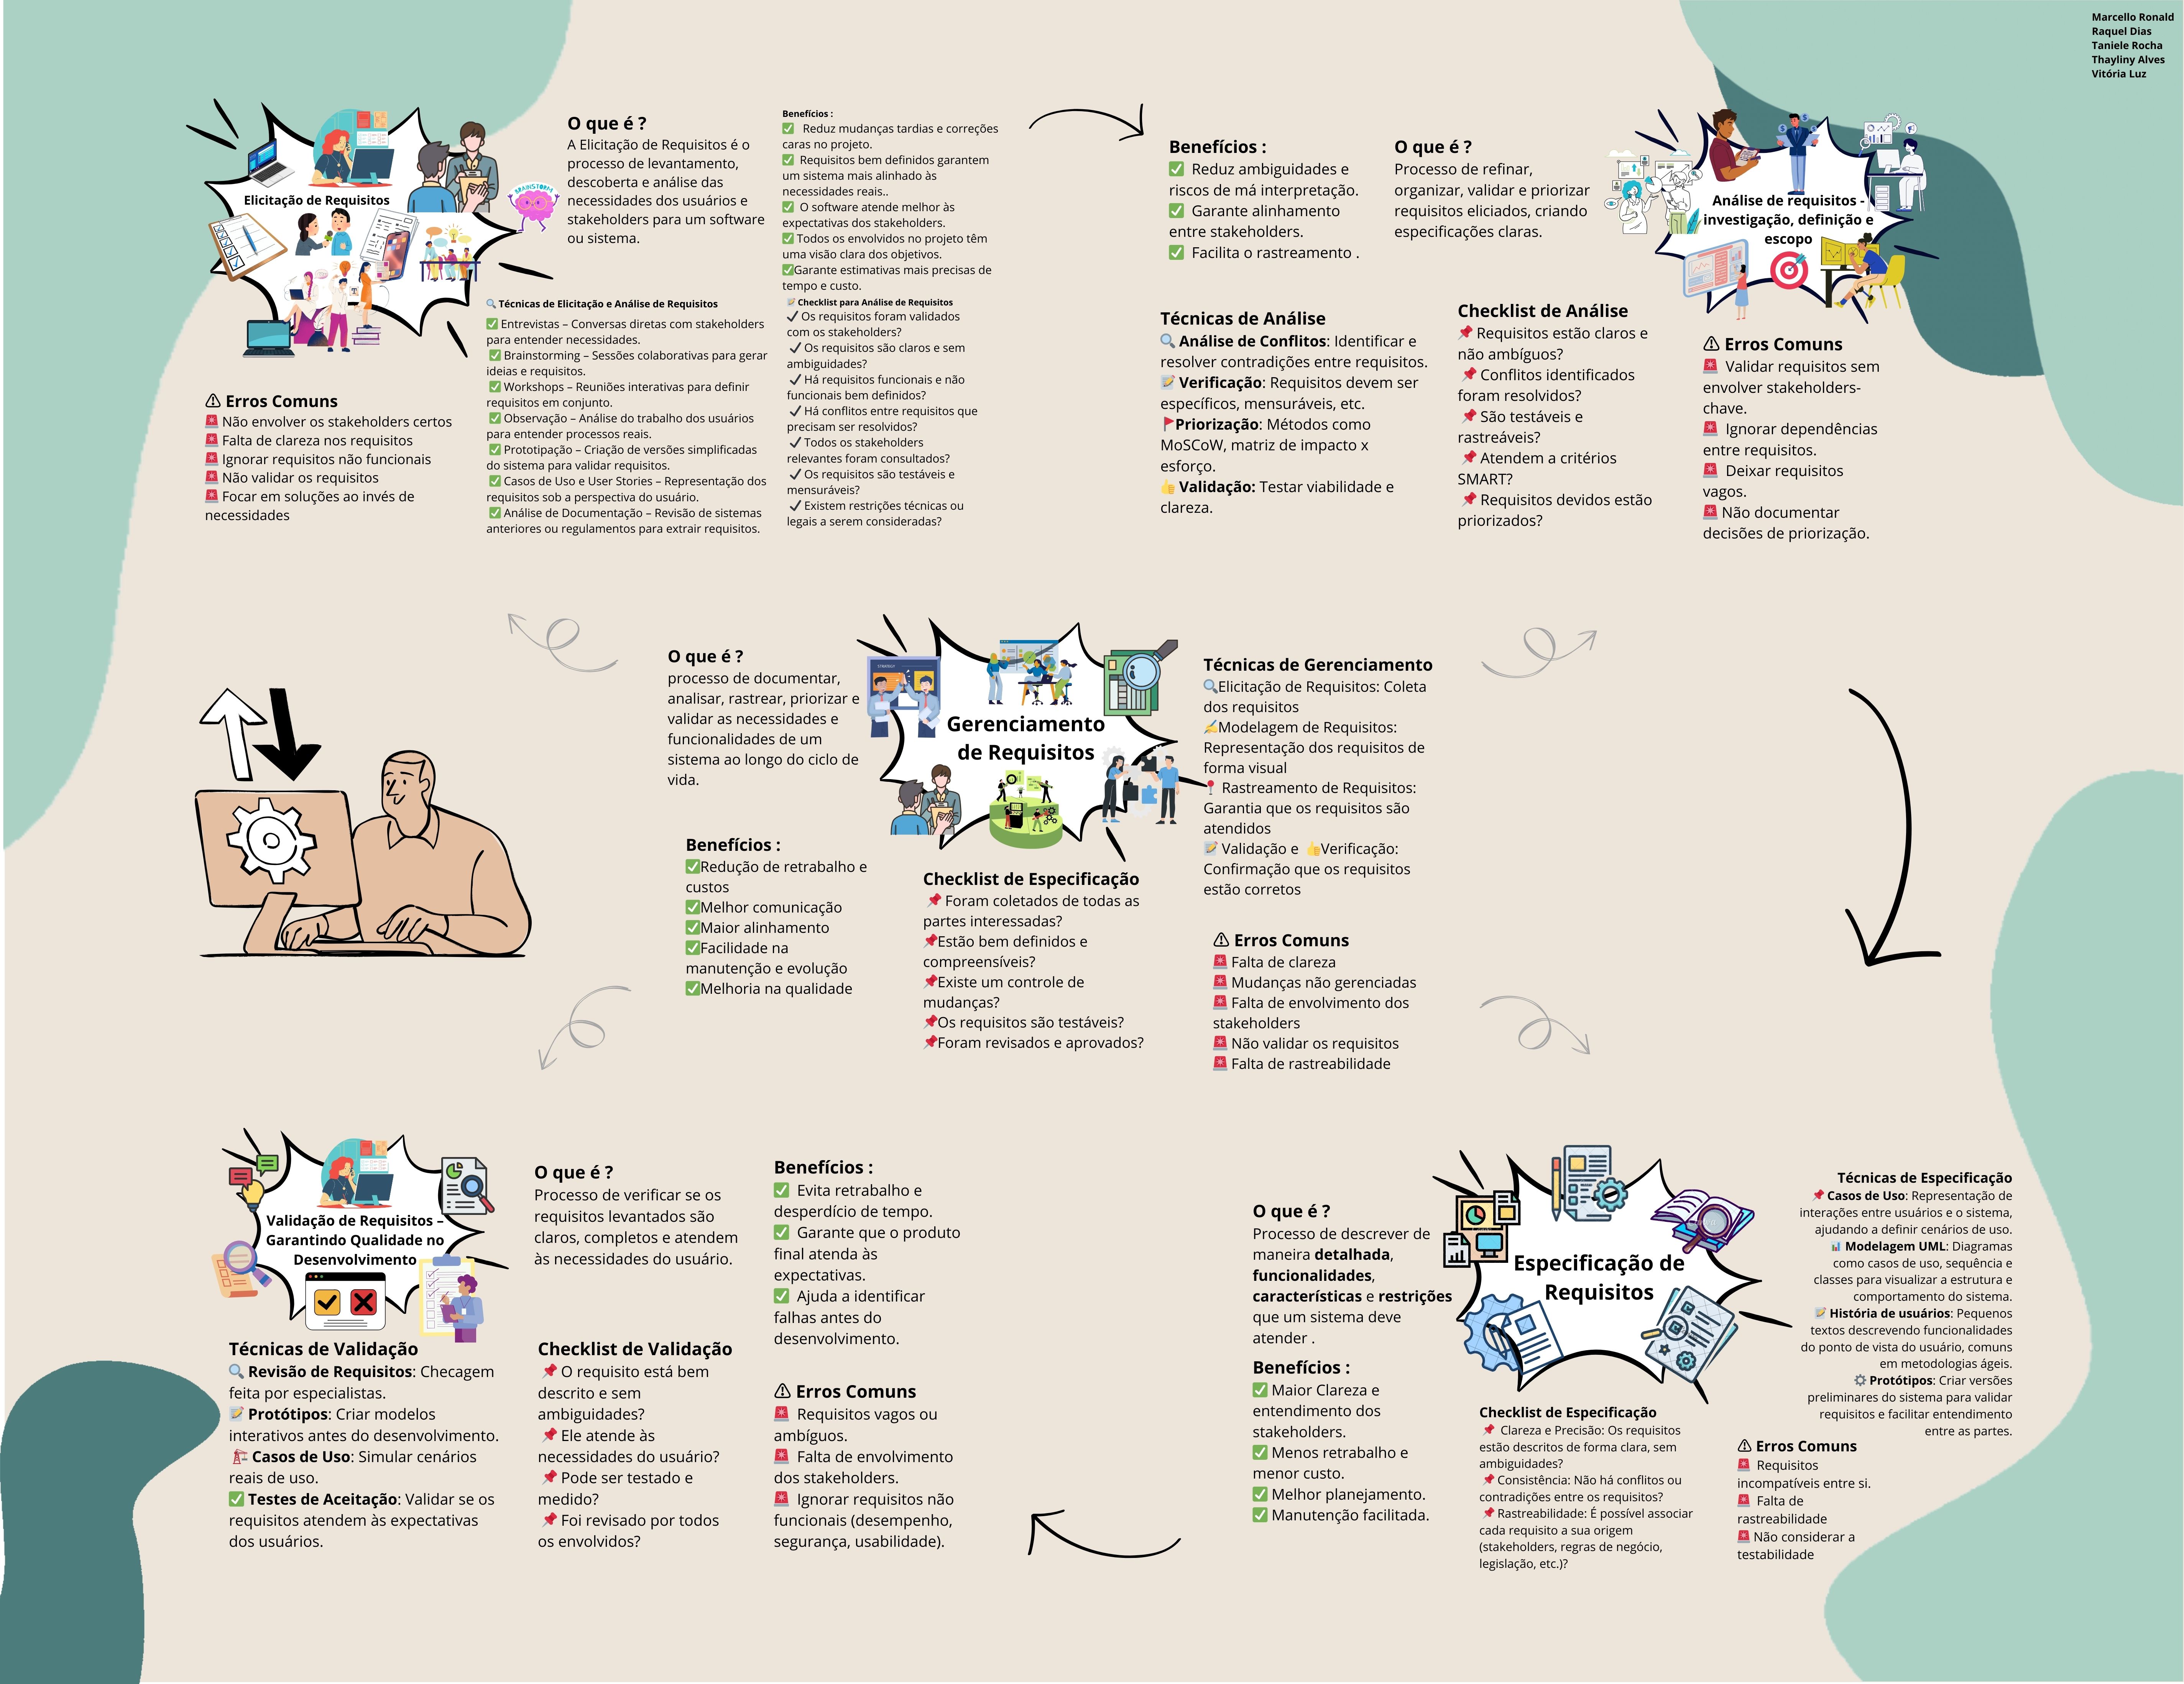 Marcello Ronald
Raquel Dias
Taniele Rocha
Thayliny Alves
Vitória Luz
Elicitação de Requisitos
BRAINSTORM
O que é ?
A Elicitação de Requisitos é o
processo de levantamento,
descoberta e análise das
necessidades dos usuários e
stakeholders para um software
ou sistema.
Benefícios :
✅ Reduz mudanças tardias e correções
caras no projeto.
✅ Requisitos bem definidos garantem
um sistema mais alinhado às
necessidades reais..
✅ O software atende melhor às
expectativas dos stakeholders.
✅ Todos os envolvidos no projeto têm
uma visão clara dos objetivos.
✅Garante estimativas mais precisas de
tempo e custo.
⚠ Erros Comuns
🚨 Não envolver os stakeholders certos
🚨 Falta de clareza nos requisitos
🚨 Ignorar requisitos não funcionais
🚨 Não validar os requisitos
🚨 Focar em soluções ao invés de
necessidades
🔍 Técnicas de Elicitação e Análise de Requisitos
✅ Entrevistas – Conversas diretas com stakeholders
para entender necessidades.
✅ Brainstorming – Sessões colaborativas para gerar
ideias e requisitos.
✅ Workshops – Reuniões interativas para definir
requisitos em conjunto.
✅ Observação – Análise do trabalho dos usuários
para entender processos reais.
✅ Prototipação – Criação de versões simplificadas
do sistema para validar requisitos.
✅ Casos de Uso e User Stories – Representação dos
requisitos sob a perspectiva do usuário.
✅ Análise de Documentação – Revisão de sistemas
anteriores ou regulamentos para extrair requisitos.
📝 Checklist para Análise de Requisitos
✔ Os requisitos foram validados
com os stakeholders?
✔ Os requisitos são claros e sem
ambiguidades?
✔ Há requisitos funcionais e não
funcionais bem definidos?
✔ Há conflitos entre requisitos que
precisam ser resolvidos?
✔ Todos os stakeholders
relevantes foram consultados?
✔ Os requisitos são testáveis e
mensuráveis?
✔ Existem restrições técnicas ou
legais a serem consideradas?
Benefícios :
✅ Reduz ambiguidades e
riscos de má interpretação.
✅ Garante alinhamento
entre stakeholders.
✅ Facilita o rastreamento .
O que é ?
Processo de refinar,
organizar, validar e priorizar
requisitos eliciados, criando
especificações claras.
Análise de requisitos -
investigação, definição e
escopo
Técnicas de Análise
🔍 Análise de Conflitos: Identificar e
resolver contradições entre requisitos.
📝 Verificação: Requisitos devem ser
específicos, mensuráveis, etc.
🚩Priorização: Métodos como
MoSCoW, matriz de impacto x
esforço.
👍 Validação: Testar viabilidade e
clareza.
Checklist de Análise
📌 Requisitos estão claros e
não ambíguos?
📌 Conflitos identificados
foram resolvidos?
📌 São testáveis e
rastreáveis?
📌 Atendem a critérios
SMART?
📌 Requisitos devidos estão
priorizados?
⚠ Erros Comuns
🚨 Validar requisitos sem
envolver stakeholders-
chave.
🚨 Ignorar dependências
entre requisitos.
🚨 Deixar requisitos
vagos.
🚨 Não documentar
decisões de priorização.
O que é ?
processo de documentar,
analisar, rastrear, priorizar e
validar as necessidades e
funcionalidades de um
sistema ao longo do ciclo de
vida.
STRATEGY
Gerenciamento
de Requisitos
Técnicas de Gerenciamento
🔍Elicitação de Requisitos: Coleta
dos requisitos
✍Modelagem de Requisitos:
Representação dos requisitos de
forma visual
📍 Rastreamento de Requisitos:
Garantia que os requisitos são
atendidos
📝 Validação e 👍Verificação:
Confirmação que os requisitos
estão corretos
Benefícios :
✅Redução de retrabalho e
custos
✅Melhor comunicação
✅Maior alinhamento
✅Facilidade na
manutenção e evolução
✅Melhoria na qualidade
Checklist de Especificação
📌 Foram coletados de todas as
partes interessadas?
📌Estão bem definidos e
compreensíveis?
📌Existe um controle de
mudanças?
📌Os requisitos são testáveis?
📌Foram revisados e aprovados?
⚠ Erros Comuns
🚨 Falta de clareza
🚨 Mudanças não gerenciadas
🚨 Falta de envolvimento dos
stakeholders
🚨 Não validar os requisitos
🚨 Falta de rastreabilidade
Validação de Requisitos –
Garantindo Qualidade no
Desenvolvimento
O que é ?
Processo de verificar se os
requisitos levantados são
claros, completos e atendem
às necessidades do usuário.
Benefícios :
✅ Evita retrabalho e
desperdício de tempo.
✅ Garante que o produto
final atenda às
expectativas.
✅ Ajuda a identificar
falhas antes do
desenvolvimento.
Técnicas de Validação
🔍 Revisão de Requisitos: Checagem
feita por especialistas.
📝 Protótipos: Criar modelos
interativos antes do desenvolvimento.
🏗 Casos de Uso: Simular cenários
reais de uso.
✅ Testes de Aceitação: Validar se os
requisitos atendem às expectativas
dos usuários.
Checklist de Validação
📌 O requisito está bem
descrito e sem
ambiguidades?
📌 Ele atende às
necessidades do usuário?
📌 Pode ser testado e
medido?
📌 Foi revisado por todos
os envolvidos?
⚠ Erros Comuns
🚨 Requisitos vagos ou
ambíguos.
🚨 Falta de envolvimento
dos stakeholders.
🚨 Ignorar requisitos não
funcionais (desempenho,
segurança, usabilidade).
O que é ?
Processo de descrever de
maneira detalhada,
funcionalidades,
características e restrições
que um sistema deve
atender .
Benefícios :
✅ Maior Clareza e
entendimento dos
stakeholders.
✅ Menos retrabalho e
menor custo.
✅ Melhor planejamento.
✅ Manutenção facilitada.
Especificação de
Requisitos
Técnicas de Especificação
📌 Casos de Uso: Representação de
interações entre usuários e o sistema,
ajudando a definir cenários de uso.
📊 Modelagem UML: Diagramas
como casos de uso, sequência e
classes para visualizar a estrutura e
comportamento do sistema.
📝 História de usuários: Pequenos
textos descrevendo funcionalidades
do ponto de vista do usuário, comuns
em metodologias ágeis.
⚙ Protótipos: Criar versões
preliminares do sistema para validar
requisitos e facilitar entendimento
entre as partes.
Checklist de Especificação
📌 Clareza e Precisão: Os requisitos
estão descritos de forma clara, sem
ambiguidades?
📌 Consistência: Não há conflitos ou
contradições entre os requisitos?
📌 Rastreabilidade: É possível associar
cada requisito a sua origem
(stakeholders, regras de negócio,
legislação, etc.)?
⚠ Erros Comuns
🚨 Requisitos
incompatíveis entre si.
🚨 Falta de
rastreabilidade
🚨 Não considerar a
testabilidade